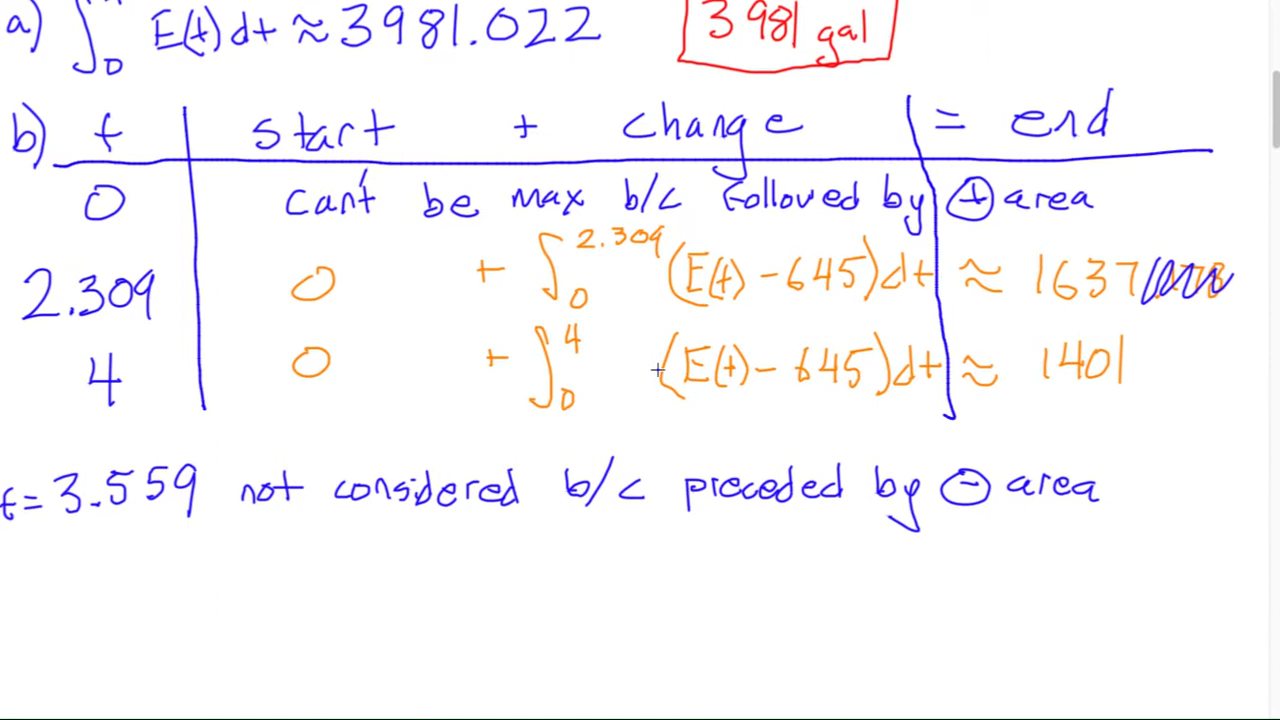 a) ∫₀ E(t)dt ≈ 3981.022 3981 gal
b) t start + change = end
0 can't be max b/c followed by ⊕ area
2.309 0 + ∫₀^2.309 (E(t) - 645)dt ≈ 1637
4 0 + ∫₀^4 (E(t) - 645)dt ≈ 1401
t = 3.559 not considered b/c preceded by ⊖ area